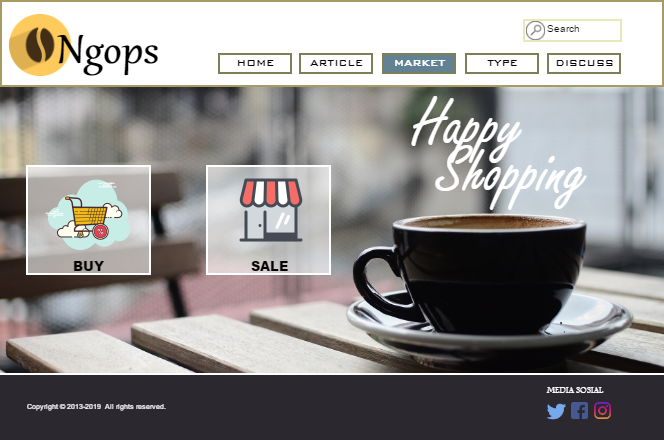 Ngops
Search
HOME
ARTICLE
MARKET
TYPE
DISCUSS
Happy
Shopping
BUY
SALE
MEDIA SOSIAL
Copyright © 2013-2019 All rights reserved.